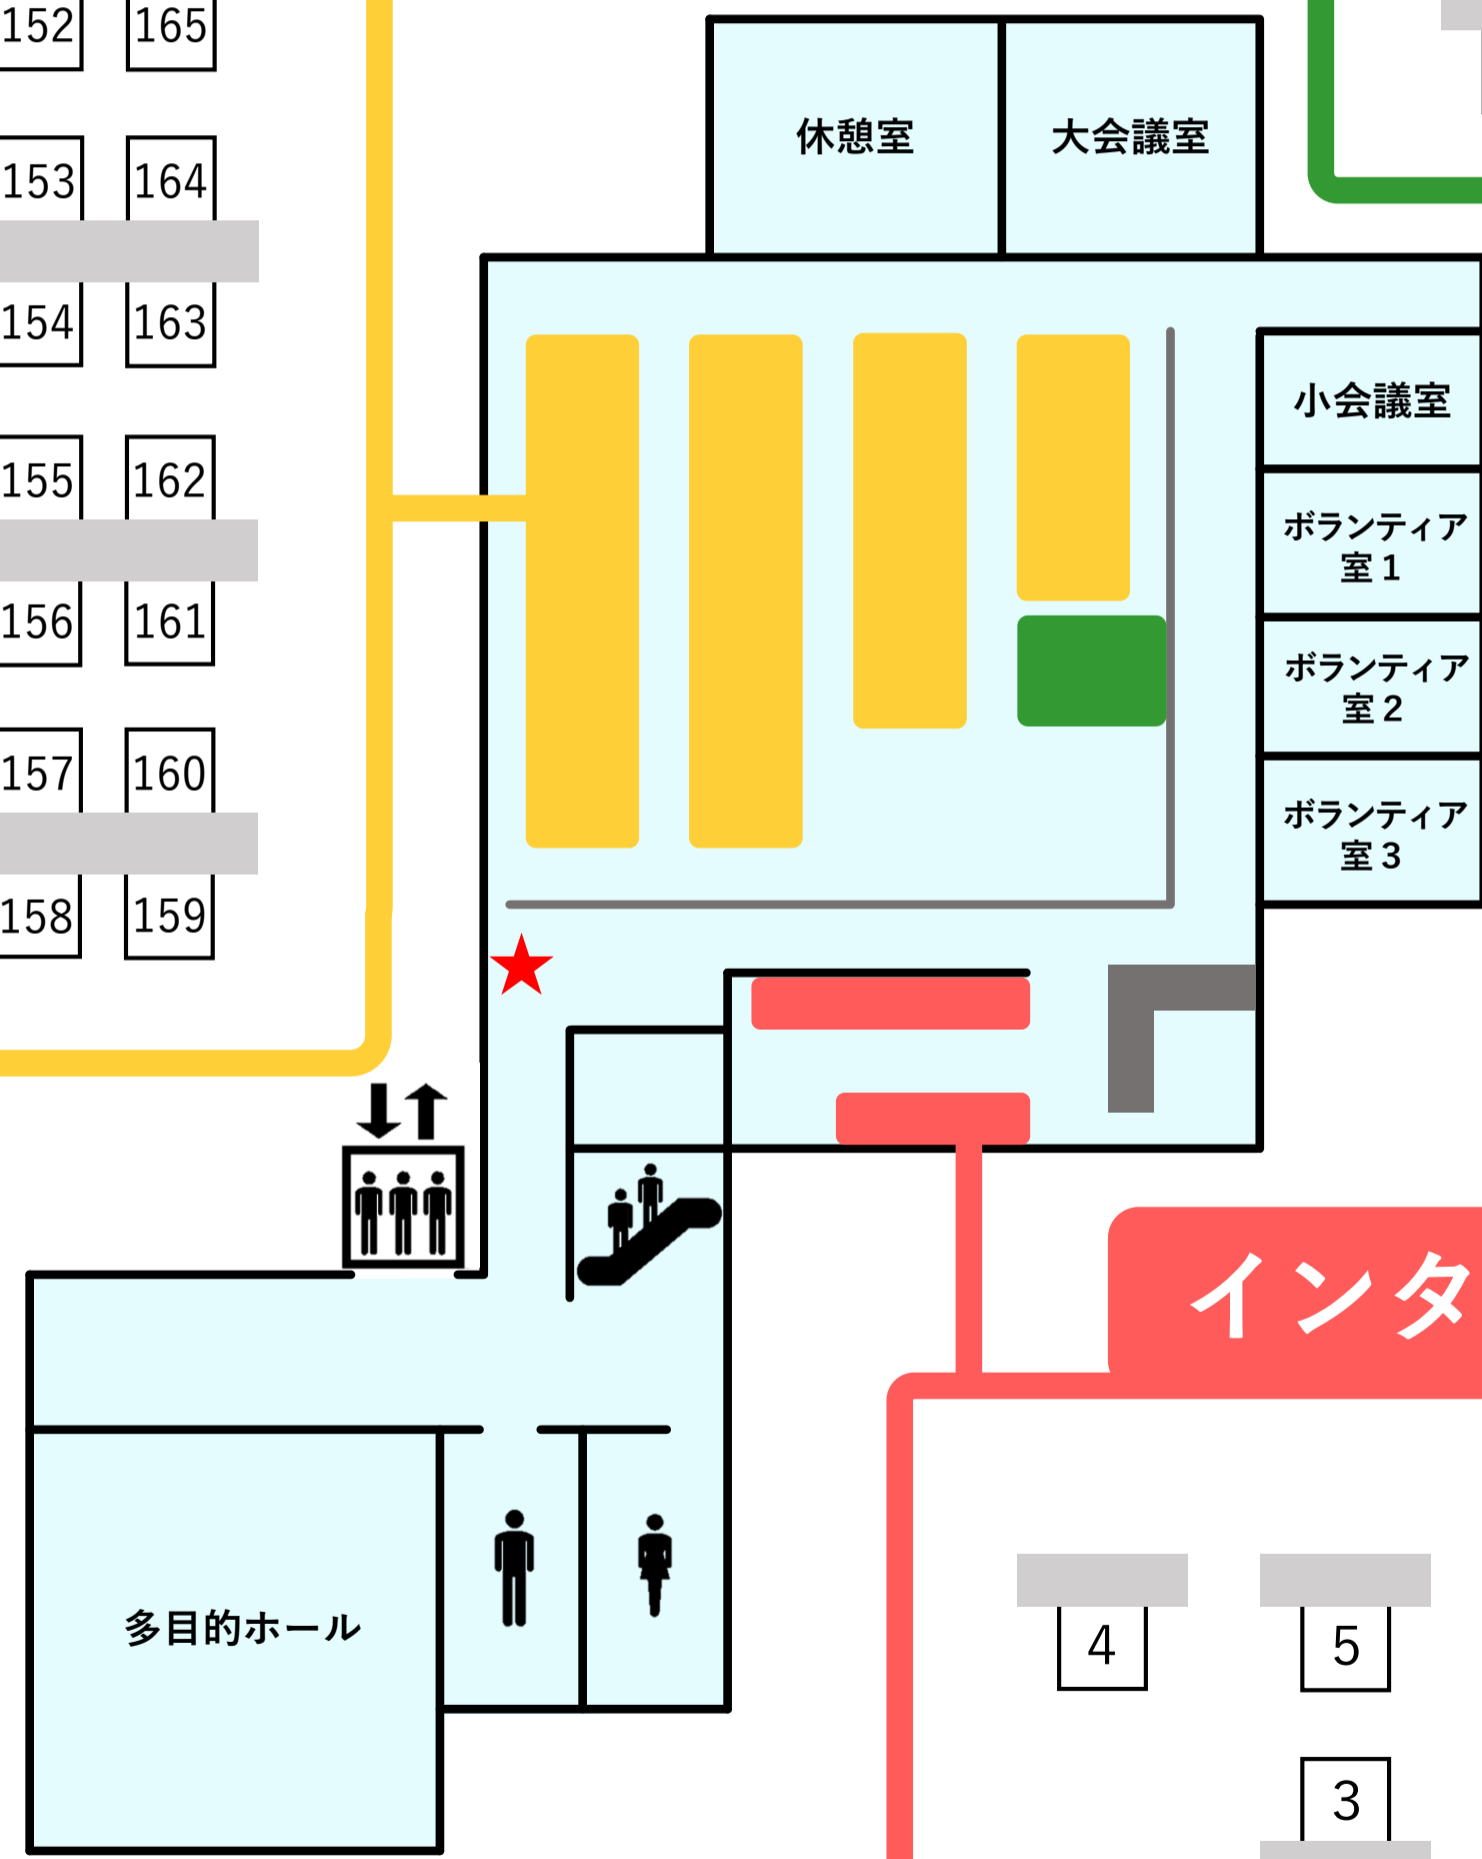 152 165
153 164
154 163
155 162
156 161
157 160
158 159
休憩室
大会議室
小会議室
ボランティア
室1
ボランティア
室2
ボランティア
室3
インタ
多目的ホール
4 5
3